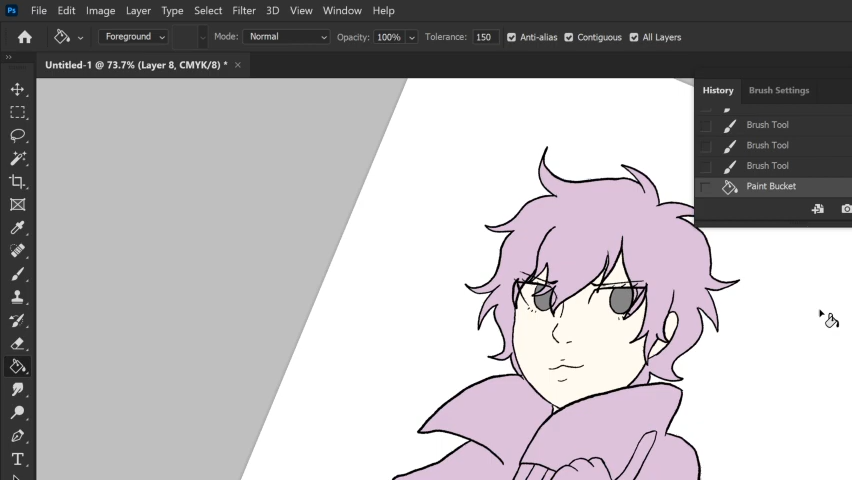 Ps File Edit Image Layer Type Select Filter 3D View Window Help
Foreground Mode: Normal Opacity: 100% Tolerance: 150 Anti-alias Contiguous All Layers
Untitled-1 @ 73.7% (Layer 8, CMYK/8) * ×
History Brush Settings
Brush Tool
Brush Tool
Brush Tool
Paint Bucket
T